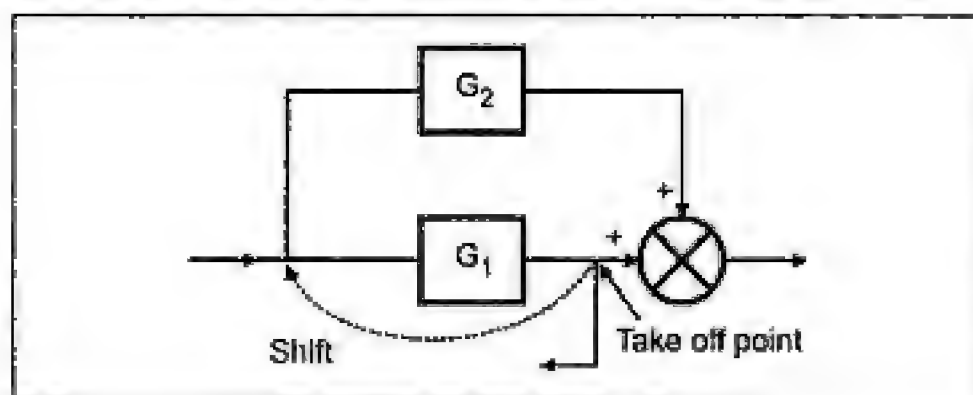 G2
+
G1
+
Shift
Take off point